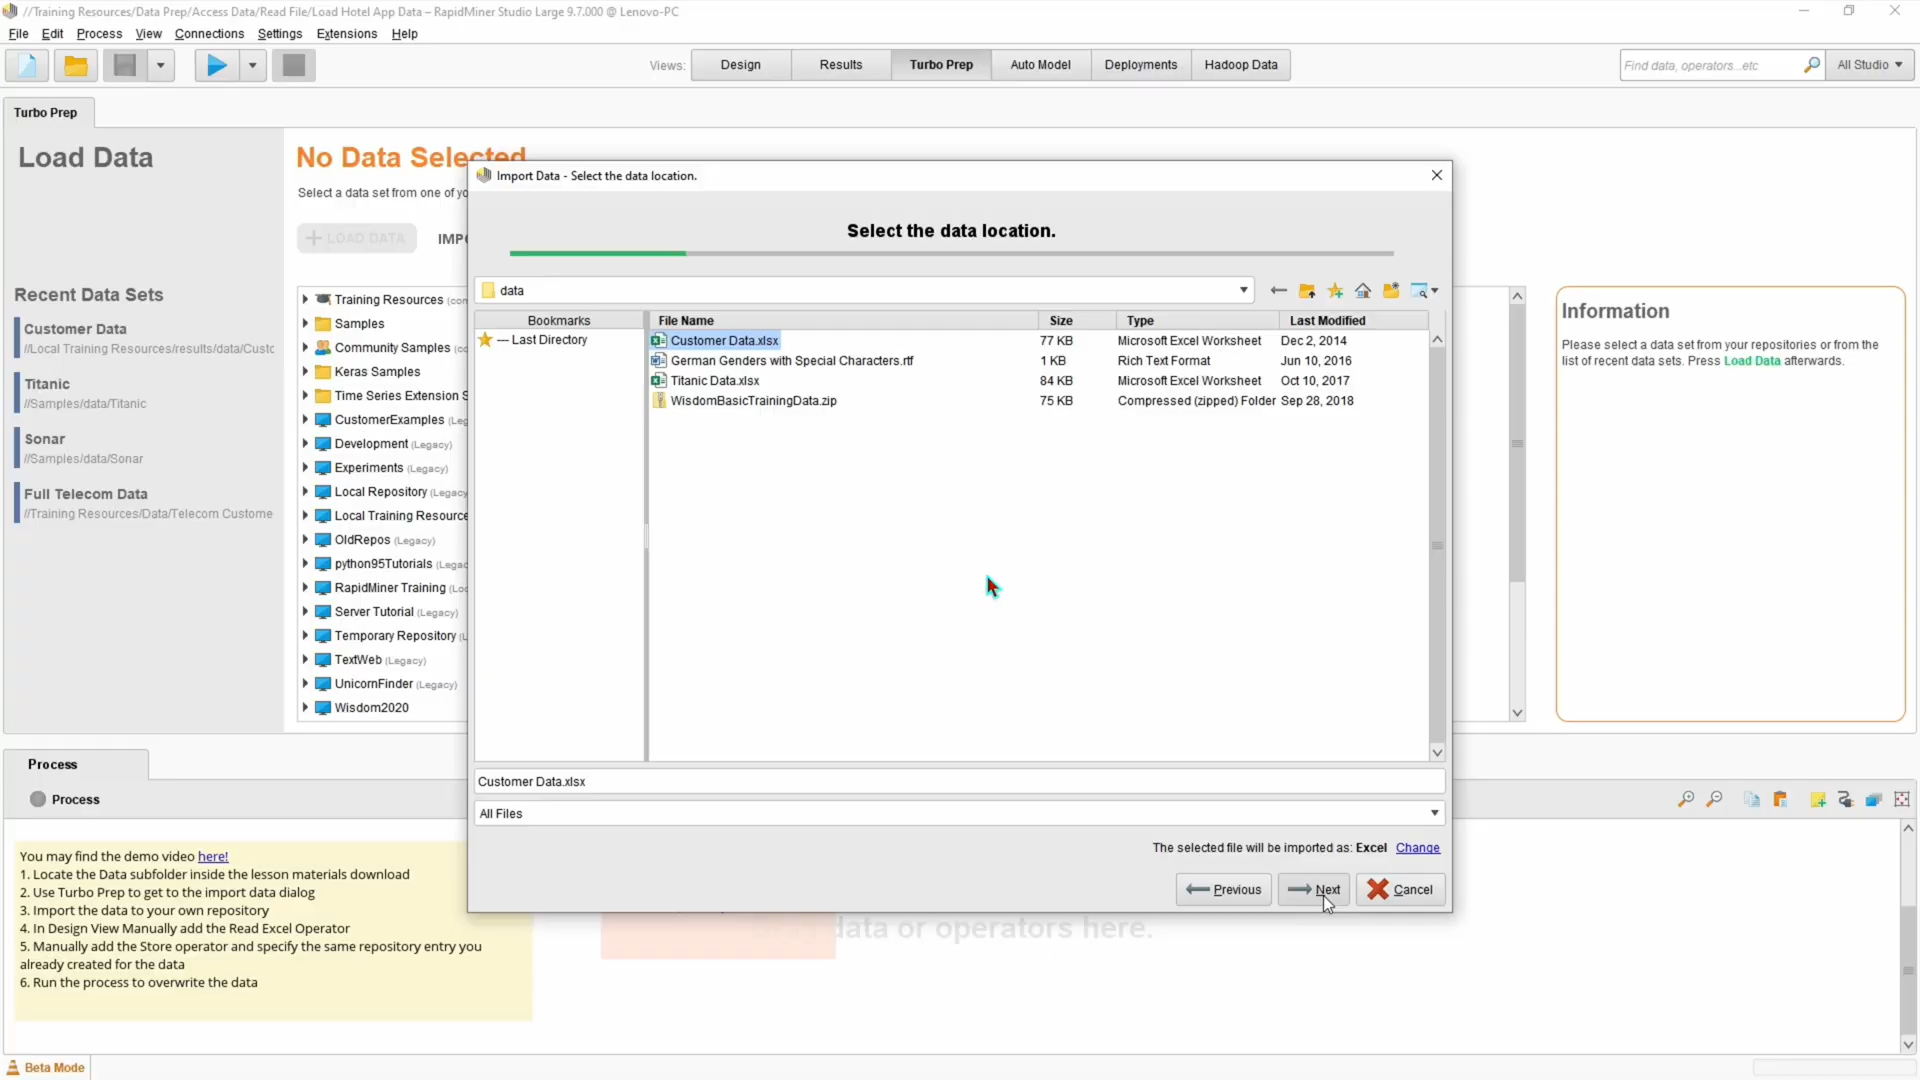 //Training Resources/Data Prep/Access Data/Read File/Load Hotel App Data – RapidMiner Studio Large 9.7.000 @ Lenovo-PC
File Edit Process View Connections Settings Extensions Help
Views: Design Results Turbo Prep Auto Model Deployments Hadoop Data
Find data, operators...etc
All Studio
Turbo Prep
Load Data
Recent Data Sets
Customer Data
//Local Training Resources/results/data/Custc
Titanic
//Samples/data/Titanic
Sonar
//Samples/data/Sonar
Full Telecom Data
//Training Resources/Data/Telecom Custome
No Data Selected
Select a data set from one of yo
LOAD DATA
IMPO
Training Resources (con
Samples
Community Samples (cc
Keras Samples
Time Series Extension S
CustomerExamples (Leg
Development (Legacy)
Experiments (Legacy)
Local Repository (Legacy
Local Training Resource
OldRepos (Legacy)
python95Tutorials (Legac
RapidMiner Training (Loc
Server Tutorial (Legacy)
Temporary Repository (L
TextWeb (Legacy)
UnicornFinder (Legacy)
Wisdom2020
Import Data - Select the data location.
Select the data location.
data
Bookmarks
--- Last Directory
File Name Size Type Last Modified
Customer Data.xlsx 77 KB Microsoft Excel Worksheet Dec 2, 2014
German Genders with Special Characters.rtf 1 KB Rich Text Format Jun 10, 2016
Titanic Data.xlsx 84 KB Microsoft Excel Worksheet Oct 10, 2017
WisdomBasicTrainingData.zip 75 KB Compressed (zipped) Folder Sep 28, 2018
Customer Data.xlsx
All Files
The selected file will be imported as: Excel Change
Previous Next Cancel
Information
Please select a data set from your repositories or from the
list of recent data sets. Press Load Data afterwards.
Process
Process
You may find the demo video here!
1. Locate the Data subfolder inside the lesson materials download
2. Use Turbo Prep to get to the import data dialog
3. Import the data to your own repository
4. In Design View Manually add the Read Excel Operator
5. Manually add the Store operator and specify the same repository entry you
already created for the data
6. Run the process to overwrite the data
data or operators here.
Beta Mode